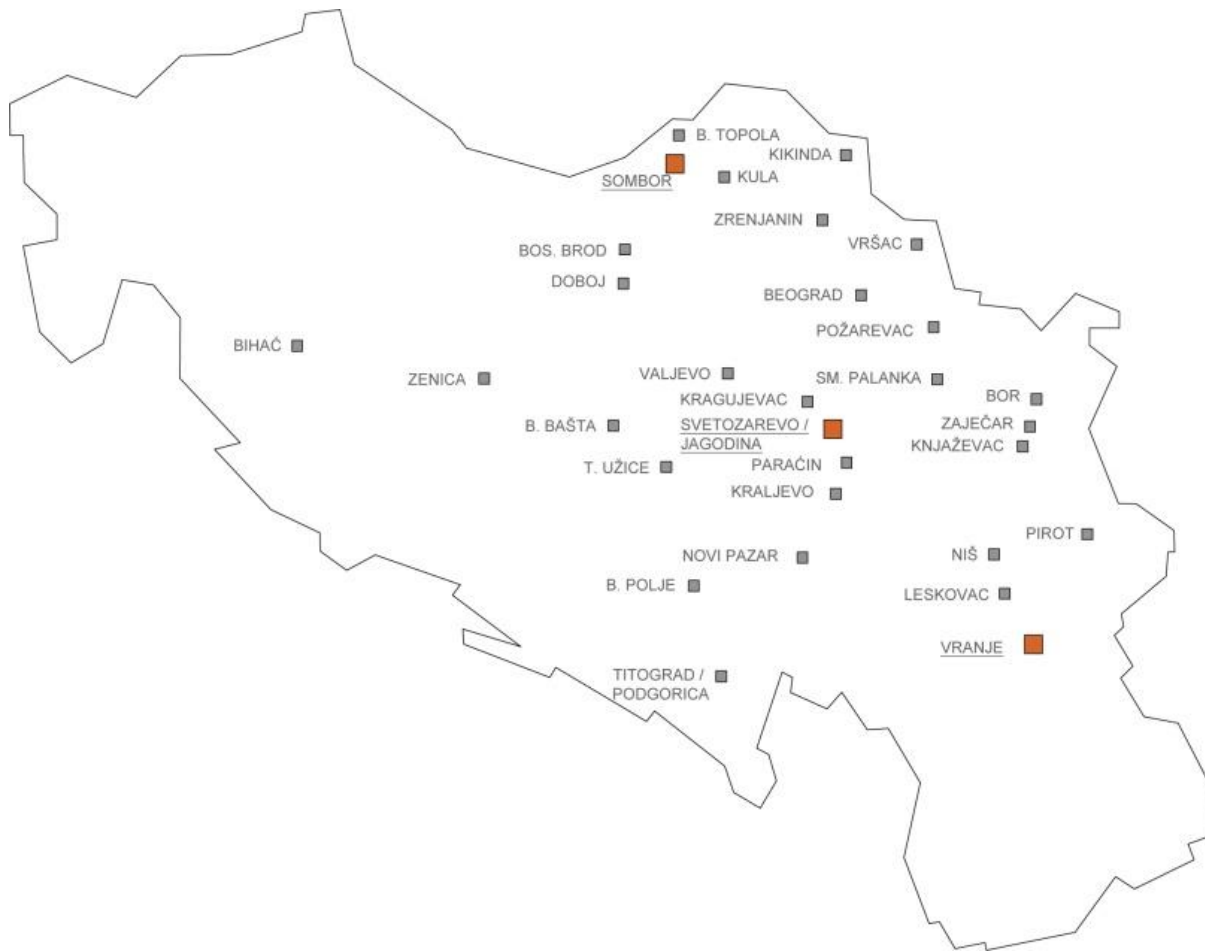 B. TOPOLA
KIKINDA
SOMBOR
KULA
ZRENJANIN
VRŠAC
BOS. BROD
DOBOJ
BEOGRAD
POŽAREVAC
BIHAČ
ZENICA
VALJEVO
SM. PALANKA
KRAGUJEVAC
BOR
B. BAŠTA
SVETOZAREVO /
JAGODINA
ZAJEČAR
KNJAŽEVAC
T. UŽICE
PARAĆIN
KRALJEVO
PIROT
NOVI PAZAR
NIŠ
B. POLJE
LESKOVAC
VRANJE
TITOGRAD /
PODGORICA